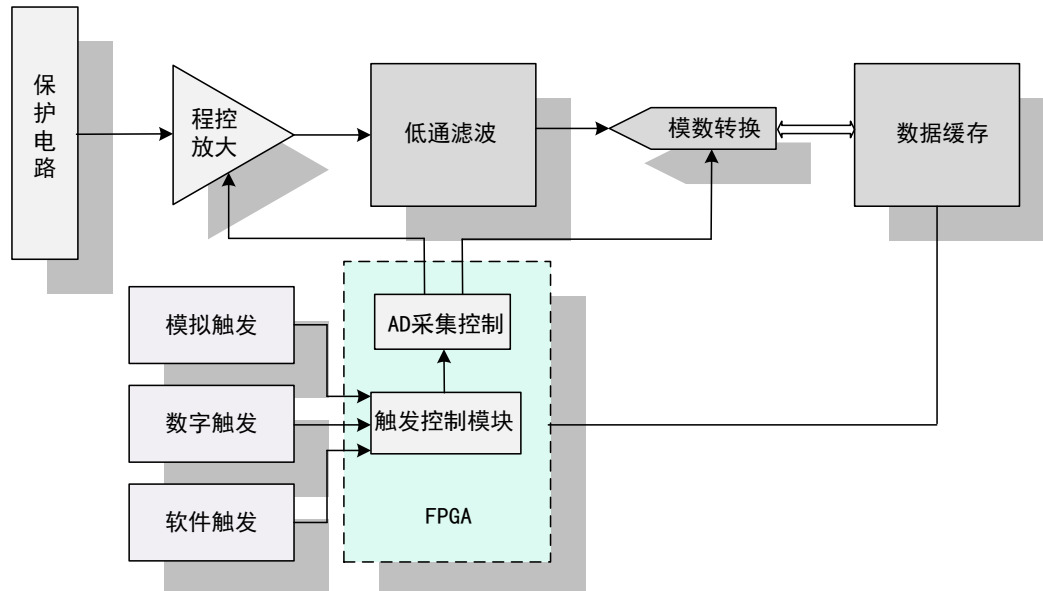 保
护
电
路
程控
放大
低通滤波
模数转换
数据缓存
模拟触发
AD采集控制
数字触发
触发控制模块
软件触发
FPGA